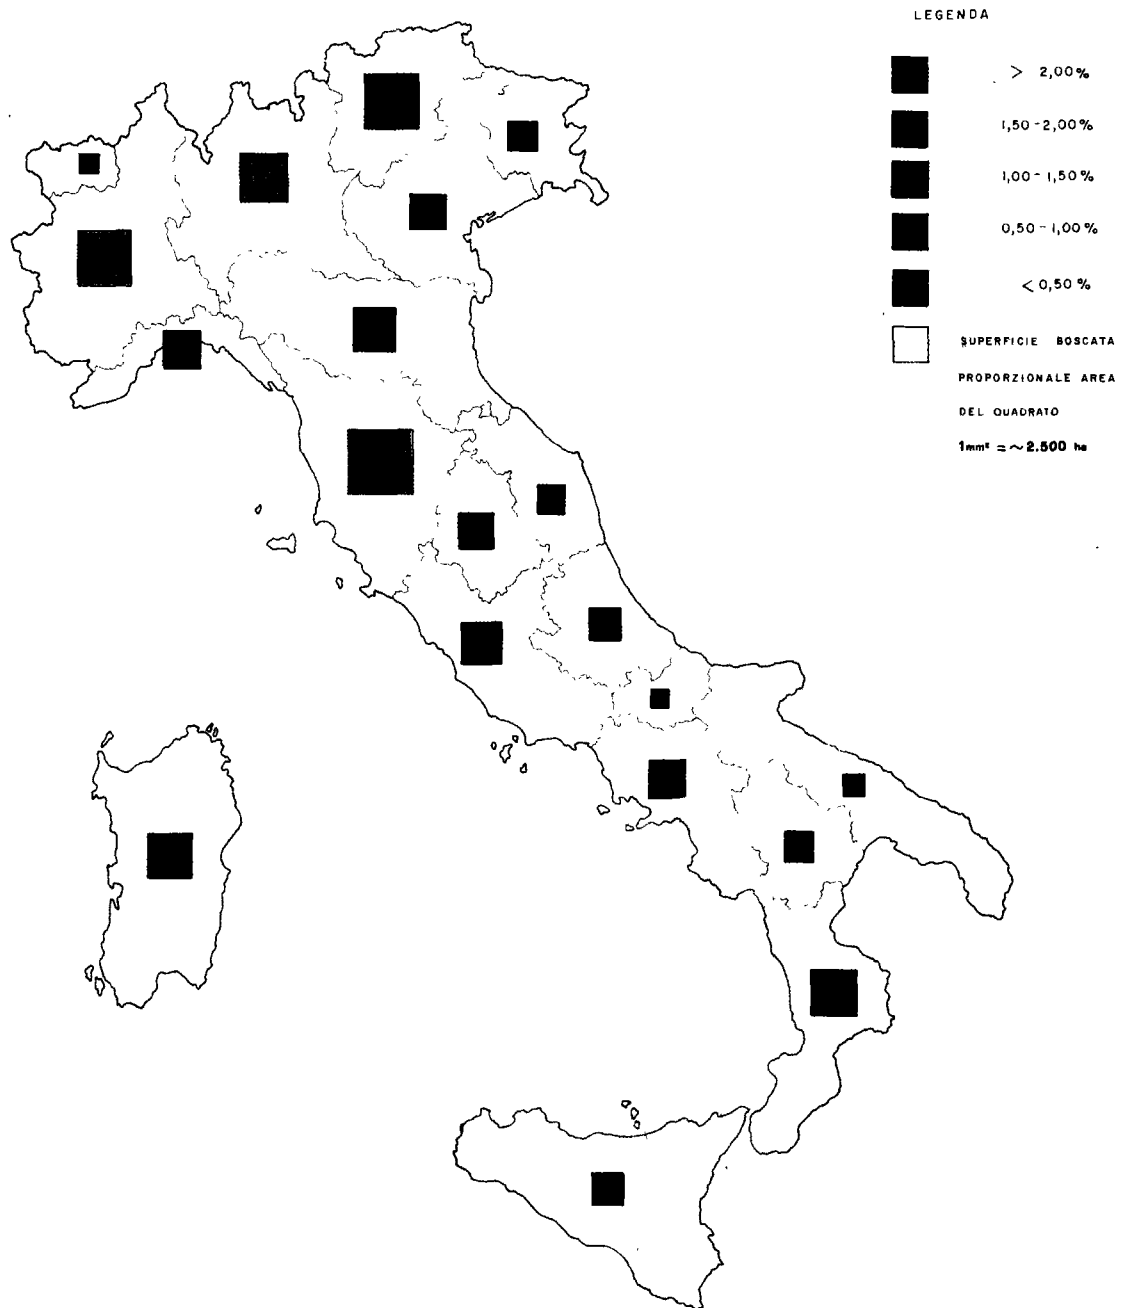 LEGENDA
> 2,00%
1,50-2,00%
1,00-1,50%
0,50-1,00%
< 0,50%
SUPERFICIE BOSCATA
PROPORZIONALE AREA
DEL QUADRATO
1mm² = ~2.500 ha